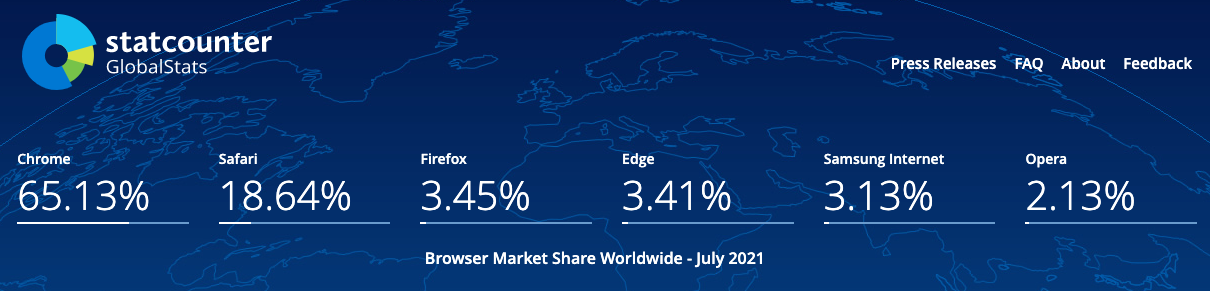 statcounter
GlobalStats
Press Releases FAQ About Feedback
Chrome
65.13%
Safari
18.64%
Firefox
3.45%
Edge
3.41%
Samsung Internet
3.13%
Opera
2.13%
Browser Market Share Worldwide - July 2021